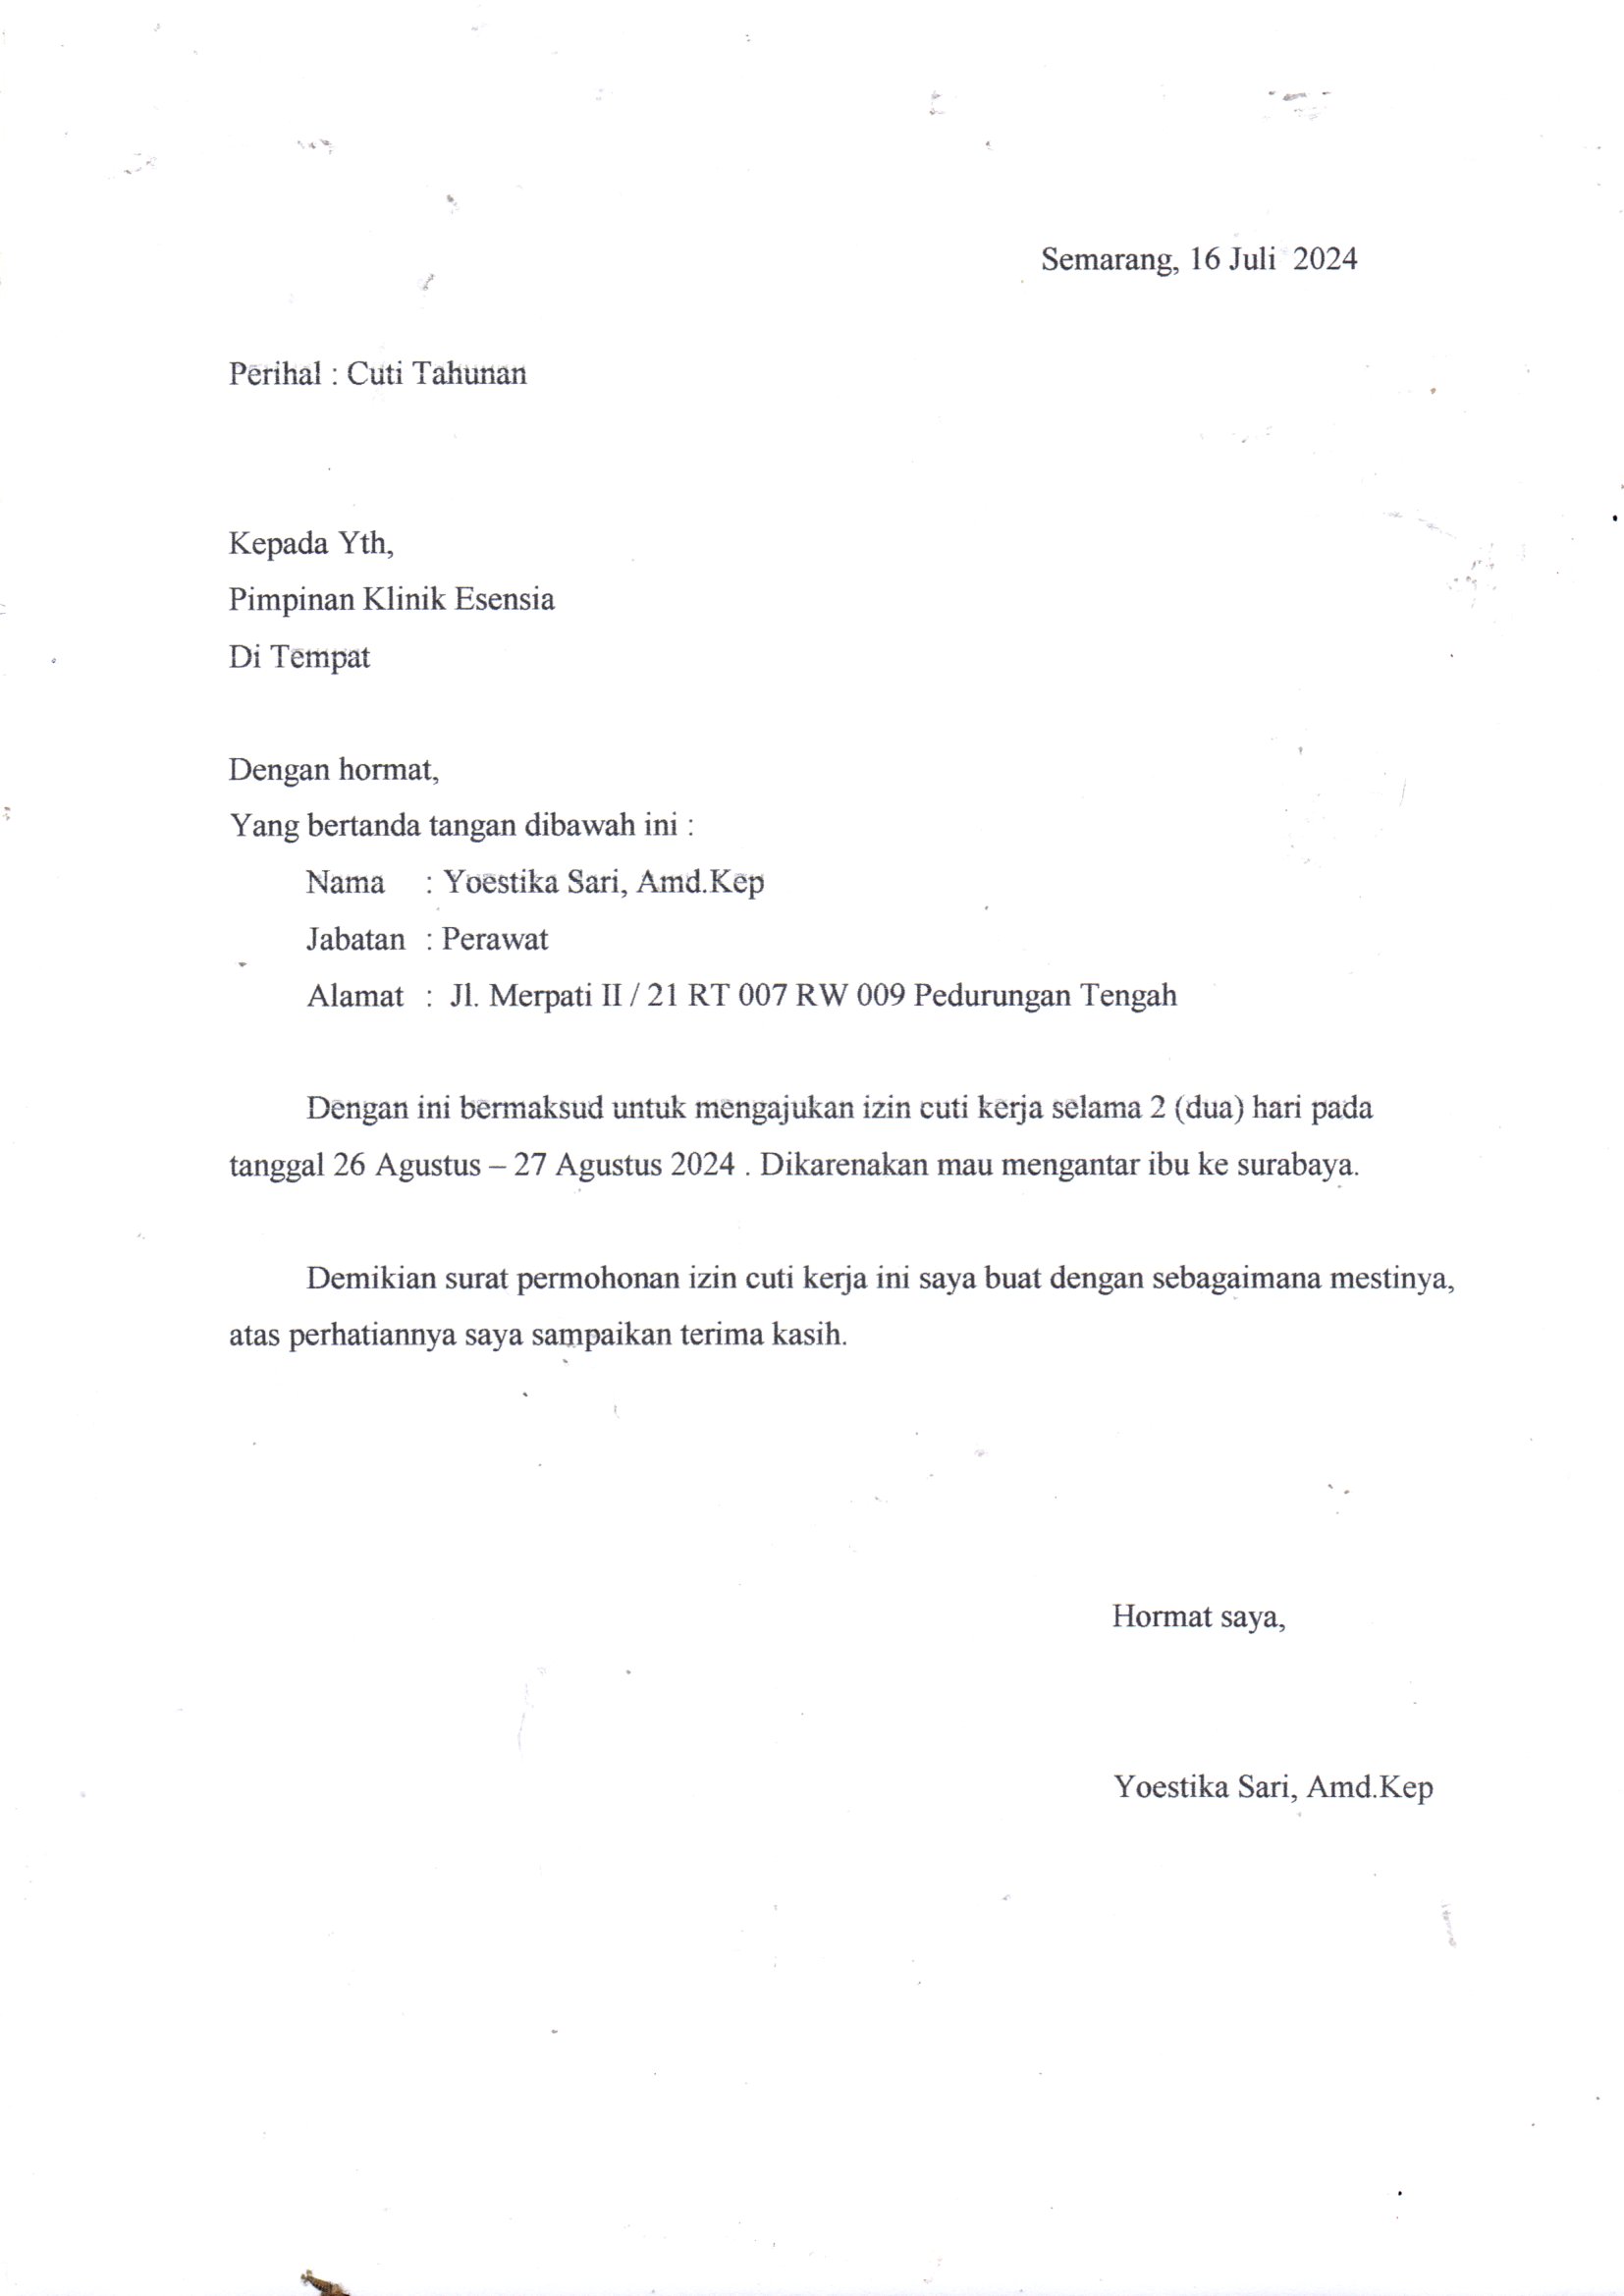 Semarang, 16 Juli 2024
Perihal : Cuti Tahunan
Kepada Yth,
Pimpinan Klinik Esensia
Di Tempat
Dengan hormat,
Yang bertanda tangan dibawah ini :
Nama : Yoestika Sari, Amd.Kep
Jabatan : Perawat
Alamat : Jl. Merpati II / 21 RT 007 RW 009 Pedurungan Tengah
Dengan ini bermaksud untuk mengajukan izin cuti kerja selama 2 (dua) hari pada
tanggal 26 Agustus – 27 Agustus 2024 . Dikarenakan mau mengantar ibu ke surabaya.
Demikian surat permohonan izin cuti kerja ini saya buat dengan sebagaimana mestinya,
atas perhatiannya saya sampaikan terima kasih.
Hormat saya,
Yoestika Sari, Amd.Kep